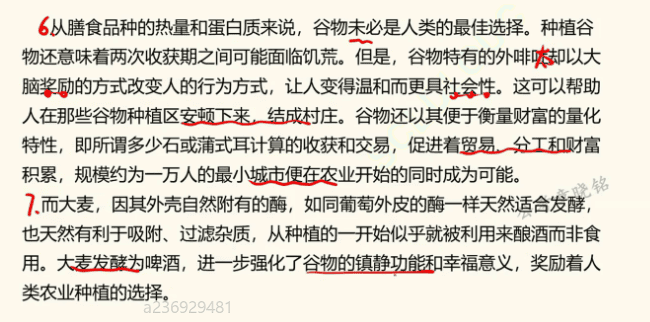 6从膳食品种的热量和蛋白质来说，谷物未必是人类的最佳选择。种植谷
物还意味着两次收获期之间可能面临饥荒。但是，谷物特有的外啡肽却以大
脑奖励的方式改变人的行为方式，让人变得温和而更具社会性。这可以帮助
人在那些谷物种植区安顿下来，结成村庄。谷物还以其便于衡量财富的量化
特性，即所谓多少石或蒲式耳计算的收获和交易，促进着贸易、分工和财富
积累，规模约为一万人的最小城市便在农业开始的同时成为可能。
7.而大麦，因其外壳自然附有的酶，如同葡萄外皮的酶一样天然适合发酵，
也天然有利于吸附、过滤杂质，从种植的一开始似乎就被利用来酿酒而非食
用。大麦发酵为啤酒，进一步强化了谷物的镇静功能和幸福意义，奖励着人
类农业种植的选择。
a236929481